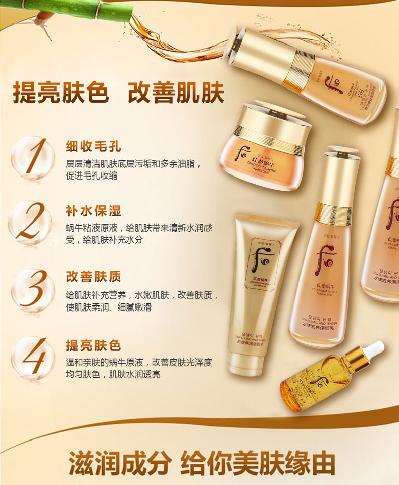 提亮肤色 改善肌肤
1
细收毛孔
层层清洁肌肤底层污垢和多余油脂，
促进毛孔收缩
2
补水保湿
蜗牛粘液原液，给肌肤带来清新水润感
受，给肌肤补充水分
3
改善肤质
给肌肤补充营养，水嫩肌肤，改善肤质，
使肌肤柔润、细腻嫩滑
4
提亮肤色
温和亲肤的蜗牛原液，改善皮肤光泽度
均匀肤色，肌肤水润透亮
滋润成分 给你美肤缘由